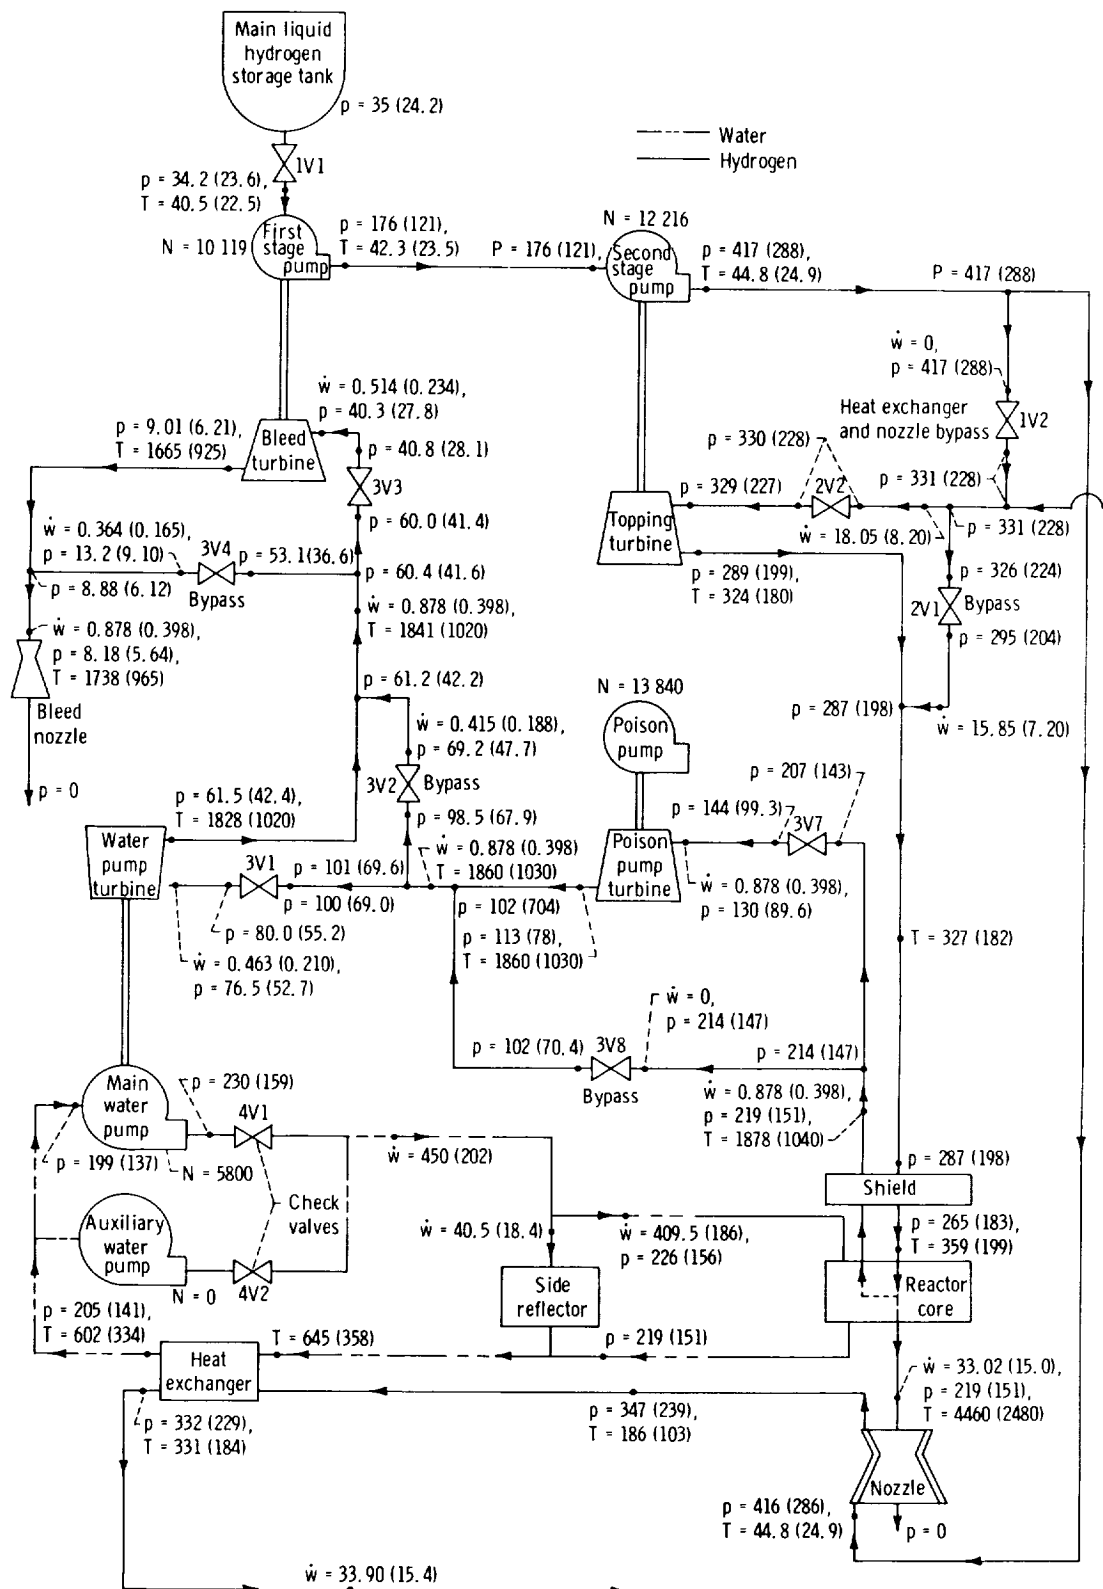 Main liquid
hydrogen
storage tank
p = 35 (24.2)
Water
Hydrogen
1V1
p = 34.2 (23.6),
T = 40.5 (22.5)
N = 10 119
First
stage
pump
p = 176 (121),
T = 42.3 (23.5)
P = 176 (121),
N = 12 216
Second
stage
pump
p = 417 (288),
T = 44.8 (24.9)
P = 417 (288)
ẇ = 0,
p = 417 (288)
Heat exchanger
and nozzle bypass
1V2
p = 331
(228)
ẇ = 0.514 (0.234),
p = 40.3 (27.8)
p = 9.01 (6.21),
T = 1665 (925)
Bleed
turbine
p = 40.8 (28.1)
3V3
p = 60.0 (41.4)
p = 330 (228)
p = 329 (227)
2V2
Topping
turbine
ẇ = 18.05 (8.20)
p = 331 (228)
ẇ = 0.364 (0.165),
p = 13.2 (9.10)
3V4
p = 53.1(36.6)
p = 8.88 (6.12)
Bypass
p = 60.4 (41.6)
ẇ = 0.878 (0.398),
T = 1841 (1020)
p = 289 (199),
T = 324 (180)
p = 326 (224)
2V1
Bypass
p = 295 (204)
ẇ = 0.878 (0.398),
p = 8.18 (5.64),
T = 1738 (965)
Bleed
nozzle
p = 0
p = 61.2 (42.2)
N = 13 840
Poison
pump
p = 287 (198)
ẇ = 15.85 (7.20)
ẇ = 0.415 (0.188),
p = 69.2 (47.7)
3V2
Bypass
p = 98.5 (67.9)
p = 61.5 (42.4),
T = 1828 (1020)
Water
pump
turbine
3V1
p = 101 (69.6)
p = 100 (69.0)
ẇ = 0.878 (0.398)
T = 1860 (1030)
Poison
pump
turbine
p = 207 (143)
p = 144 (99.3)
3V7
ẇ = 0.878 (0.398),
p = 130 (89.6)
p = 80.0 (55.2)
ẇ = 0.463 (0.210),
p = 76.5 (52.7)
p = 102 (704)
p = 113 (78),
T = 1860 (1030)
T = 327 (182)
ẇ = 0,
p = 214 (147)
p = 102 (70.4)
3V8
Bypass
p = 214 (147)
ẇ = 0.878 (0.398),
p = 219 (151),
T = 1878 (1040)
Main
water
pump
p = 230 (159)
4V1
p = 199 (137)
N = 5800
ẇ = 450 (202)
p = 287 (198)
Shield
Check
valves
Auxiliary
water
pump
N = 0
4V2
ẇ = 40.5 (18.4)
ẇ = 409.5 (186),
p = 226 (156)
p = 265 (183),
T = 359 (199)
Side
reflector
Reactor
core
p = 205 (141),
T = 602 (334)
T = 645 (358)
p = 219 (151)
Heat
exchanger
ẇ = 33.02 (15.0),
p = 219 (151),
T = 4460 (2480)
p = 332 (229),
T = 331 (184)
p = 347 (239),
T = 186 (103)
Nozzle
p = 416 (286),
T = 44.8 (24.9)
p = 0
ẇ = 33.90 (15.4)